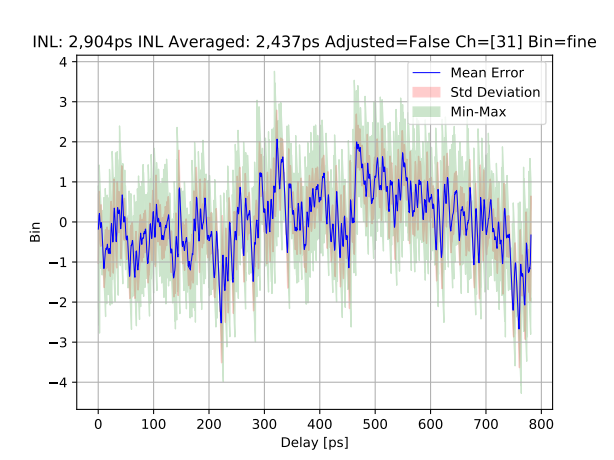 INL: 2,904ps INL Averaged: 2,437ps Adjusted=False Ch=[31] Bin=fine
Mean Error
Std Deviation
Min-Max
4
3
2
1
0
−1
−2
−3
−4
Bin
0 100 200 300 400 500 600 700 800
Delay [ps]